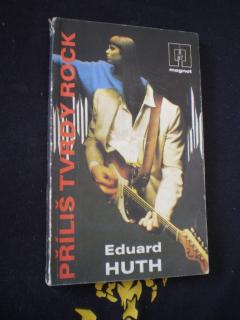 PŘÍLIŠ TVRDÝ ROCK
magnet
Eduard
HUTH